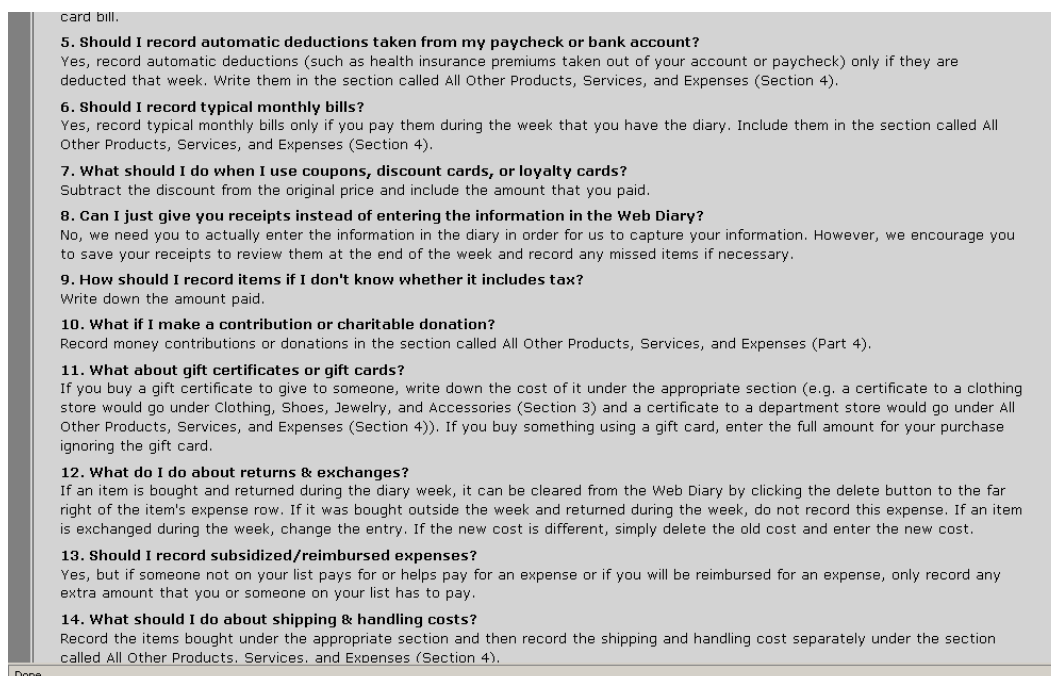 card bill.
5. Should I record automatic deductions taken from my paycheck or bank account?
Yes, record automatic deductions (such as health insurance premiums taken out of your account or paycheck) only if they are
deducted that week. Write them in the section called All Other Products, Services, and Expenses (Section 4).
6. Should I record typical monthly bills?
Yes, record typical monthly bills only if you pay them during the week that you have the diary. Include them in the section called All
Other Products, Services, and Expenses (Section 4).
7. What should I do when I use coupons, discount cards, or loyalty cards?
Subtract the discount from the original price and include the amount that you paid.
8. Can I just give you receipts instead of entering the information in the Web Diary?
No, we need you to actually enter the information in the diary in order for us to capture your information. However, we encourage you
to save your receipts to review them at the end of the week and record any missed items if necessary.
9. How should I record items if I don't know whether it includes tax?
Write down the amount paid.
10. What if I make a contribution or charitable donation?
Record money contributions or donations in the section called All Other Products, Services, and Expenses (Part 4).
11. What about gift certificates or gift cards?
If you buy a gift certificate to give to someone, write down the cost of it under the appropriate section (e.g. a certificate to a clothing
store would go under Clothing, Shoes, Jewelry, and Accessories (Section 3) and a certificate to a department store would go under All
Other Products, Services, and Expenses (Section 4)). If you buy something using a gift card, enter the full amount for your purchase
ignoring the gift card.
12. What do I do about returns & exchanges?
If an item is bought and returned during the diary week, it can be cleared from the Web Diary by clicking the delete button to the far
right of the item's expense row. If it was bought outside the week and returned during the week, do not record this expense. If an item
is exchanged during the week, change the entry. If the new cost is different, simply delete the old cost and enter the new cost.
13. Should I record subsidized/reimbursed expenses?
Yes, but if someone not on your list pays for or helps pay for an expense or if you will be reimbursed for an expense, only record any
extra amount that you or someone on your list has to pay.
14. What should I do about shipping & handling costs?
Record the items bought under the appropriate section and then record the shipping and handling cost separately under the section
called All Other Products, Services, and Expenses (Section 4).
Done